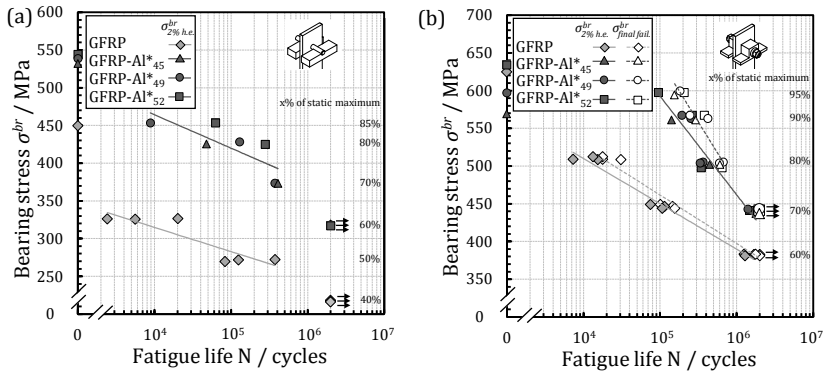 (a)
σ^br_2% h.e.
GFRP
GFRP-Al*45
GFRP-Al*49
GFRP-Al*52
x% of static maximum
85%
80%
70%
60%
50%
40%
600
550
500
450
400
350
300
250
200
0
Bearing stress σ^br / MPa
0 10^4 10^5 10^6 10^7
Fatigue life N / cycles
(b)
σ^br_2% h.e. σ^br_final fail.
GFRP
GFRP-Al*45
GFRP-Al*49
GFRP-Al*52
x% of static maximum
95%
90%
80%
70%
60%
700
650
600
550
500
450
400
350
300
0
Bearing stress σ^br / MPa
0 10^4 10^5 10^6 10^7
Fatigue life N / cycles